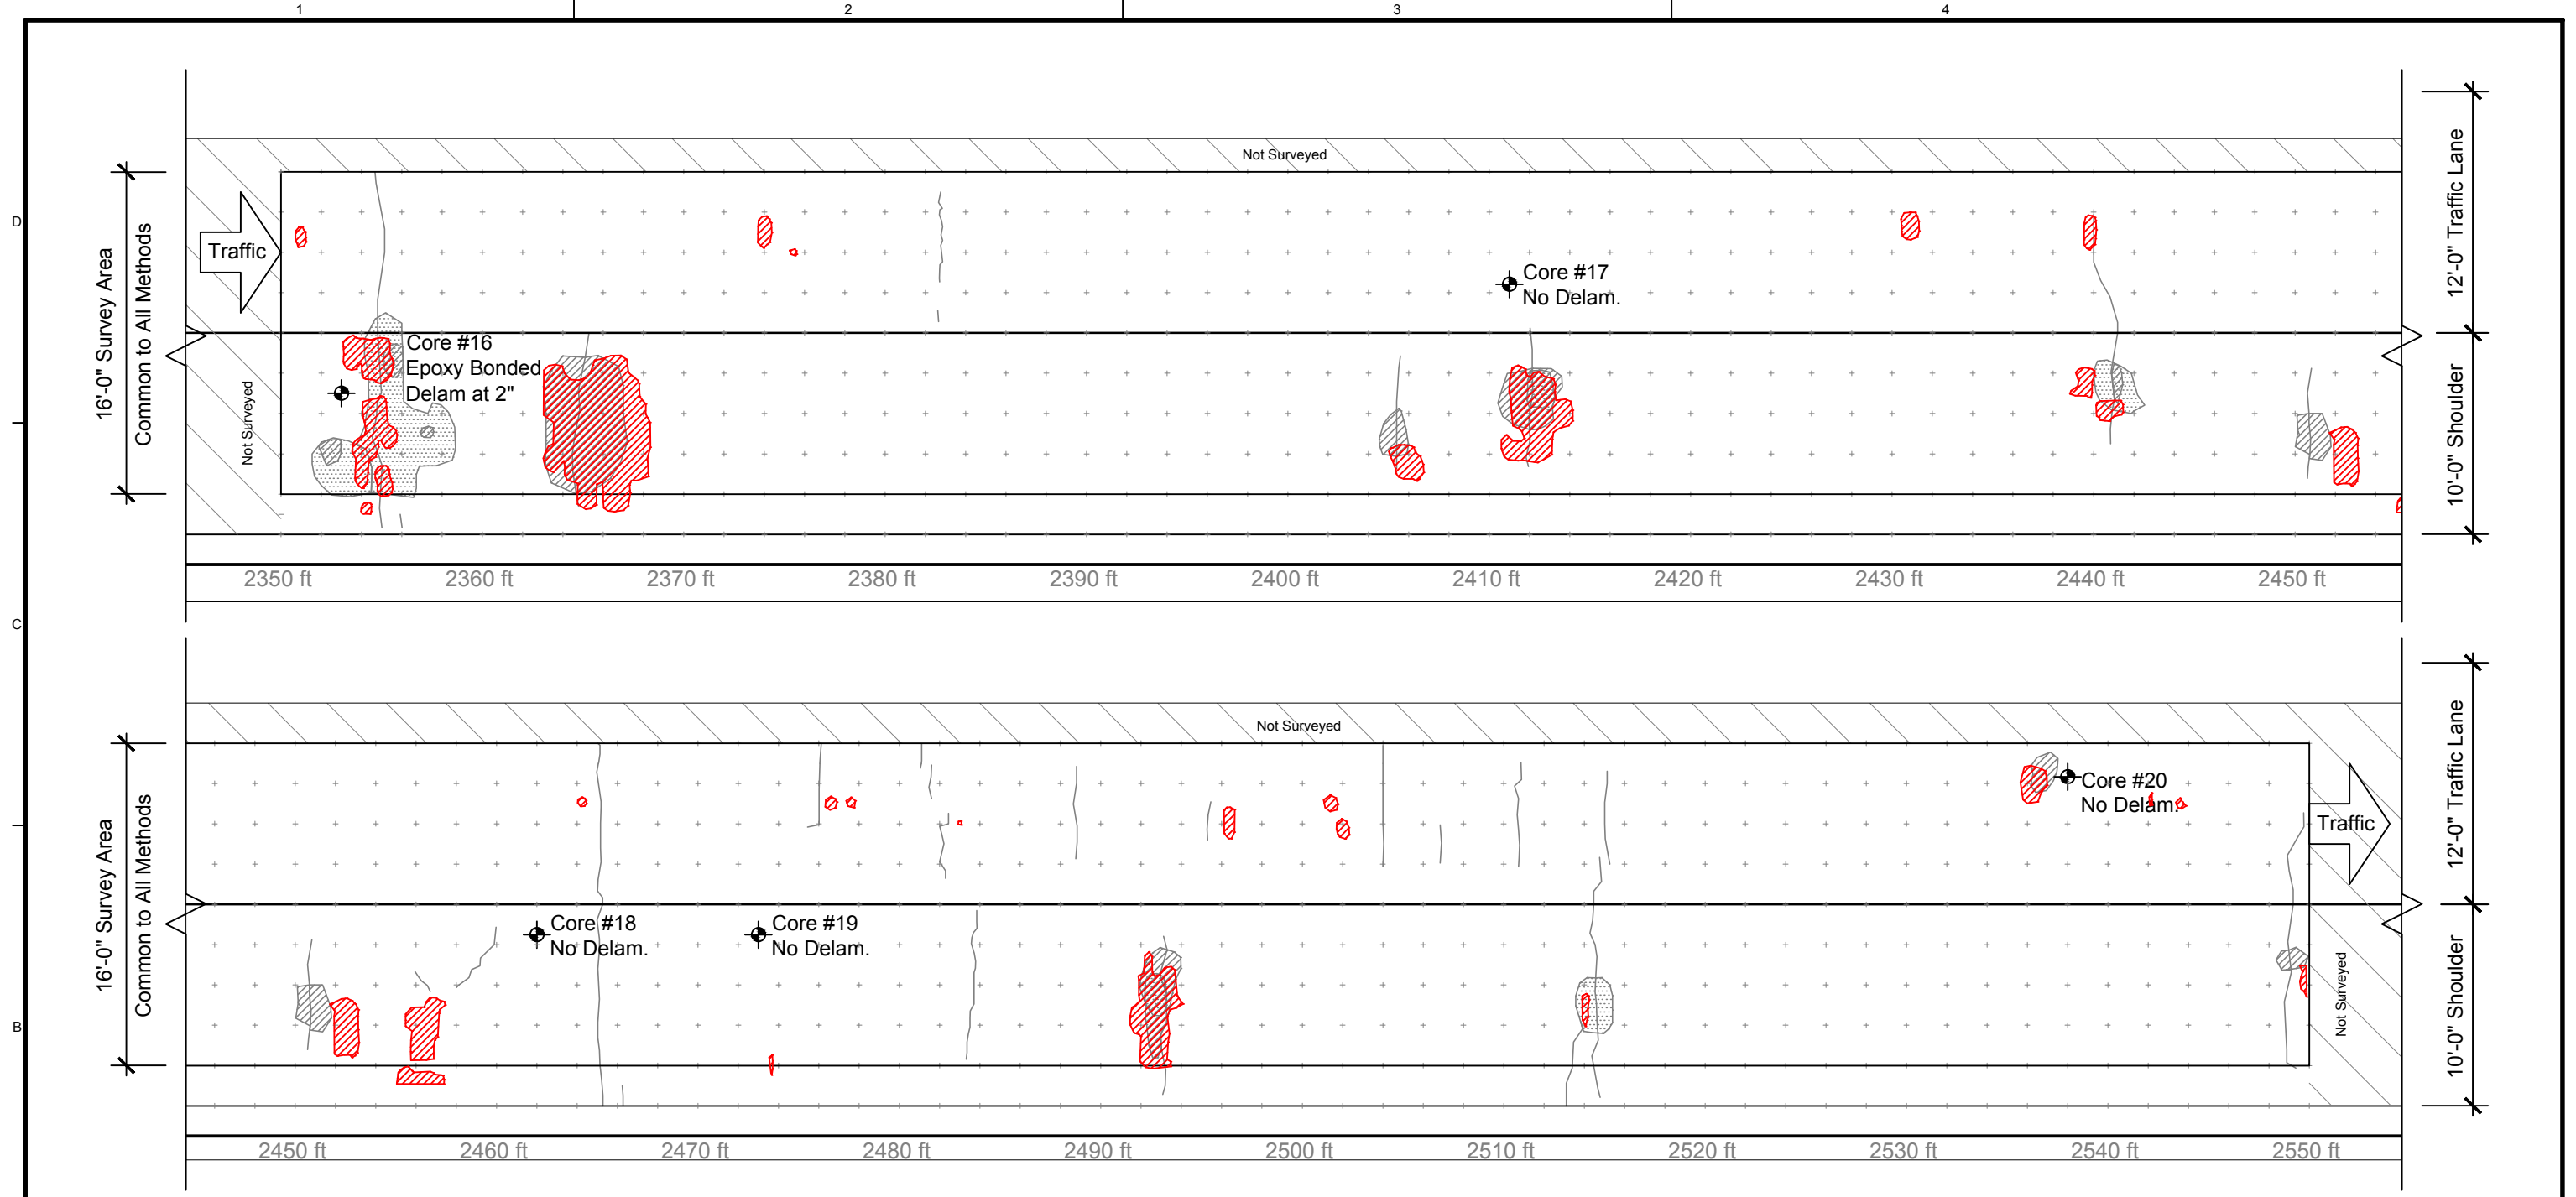 1 2 3 4
Not Surveyed
D
16'-0" Survey Area
Common to All Methods
Traffic
Not Surveyed
Core #16
Epoxy Bonded
Delam at 2"
Core #17
No Delam.
12'-0" Traffic Lane
10'-0" Shoulder
2350 ft 2360 ft 2370 ft 2380 ft 2390 ft 2400 ft 2410 ft 2420 ft 2430 ft 2440 ft 2450 ft
C
Not Surveyed
16'-0" Survey Area
Common to All Methods
Core #20
No Delam.
Traffic
Core #18
No Delam.
Core #19
No Delam.
Not Surveyed
12'-0" Traffic Lane
10'-0" Shoulder
B
2450 ft 2460 ft 2470 ft 2480 ft 2490 ft 2500 ft 2510 ft 2520 ft 2530 ft 2540 ft 2550 ft